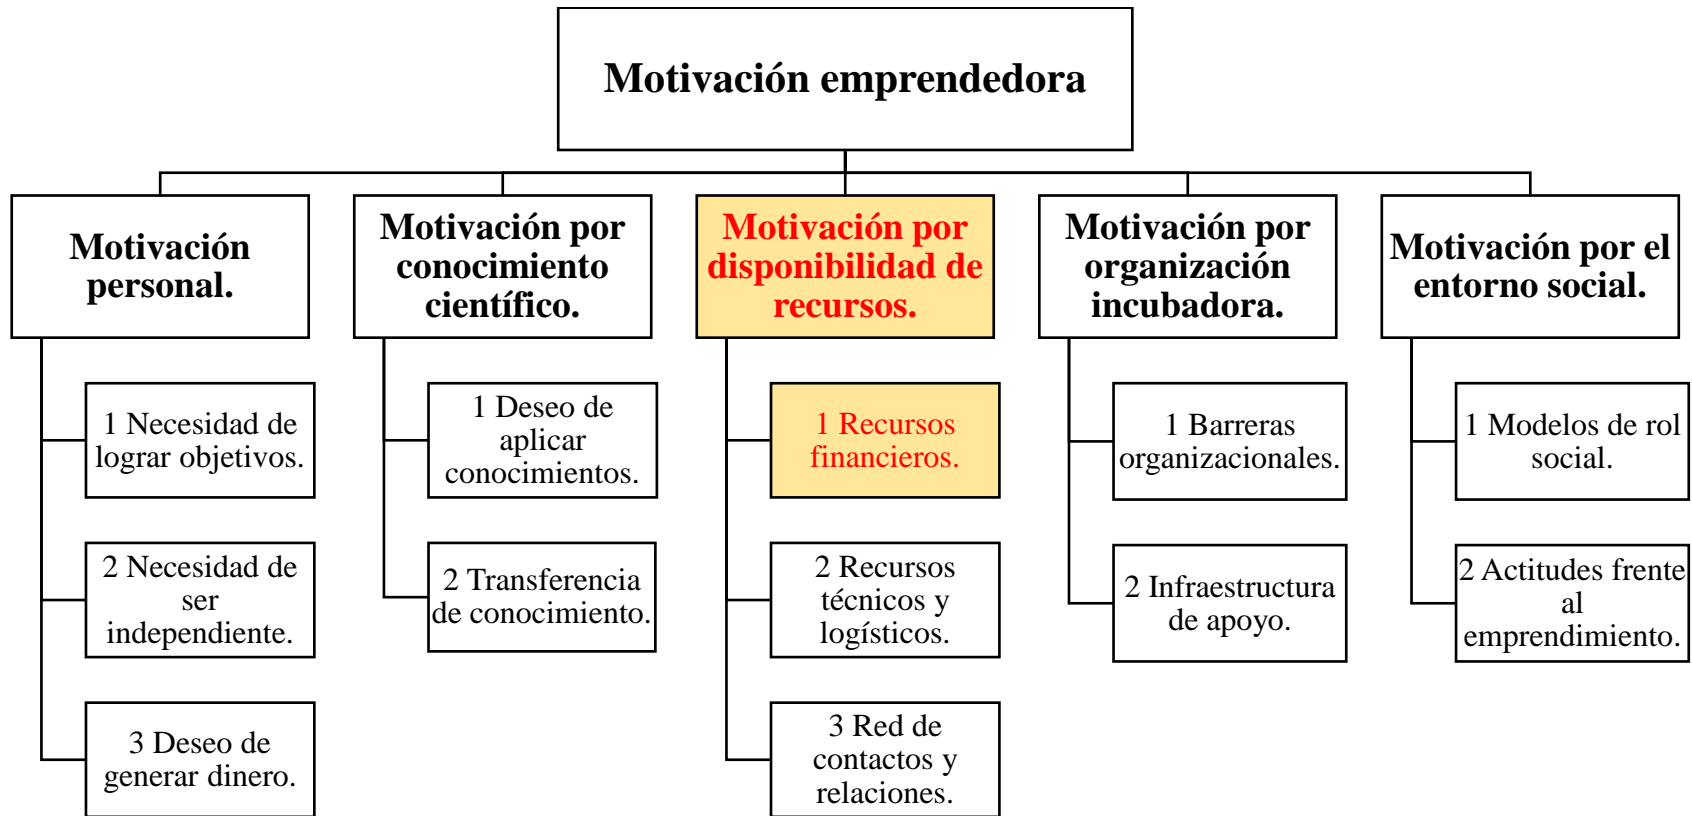 Motivación emprendedora
Motivación
personal.
1 Necesidad de
lograr objetivos.
2 Necesidad de
ser
independiente.
3 Deseo de
generar dinero.
Motivación por
conocimiento
científico.
1 Deseo de
aplicar
conocimientos.
2 Transferencia
de conocimiento.
Motivación por
disponibilidad de
recursos.
1 Recursos
financieros.
2 Recursos
técnicos y
logísticos.
3 Red de
contactos y
relaciones.
Motivación por
organización
incubadora.
1 Barreras
organizacionales.
2 Infraestructura
de apoyo.
Motivación por el
entorno social.
1 Modelos de rol
social.
2 Actitudes frente
al
emprendimiento.